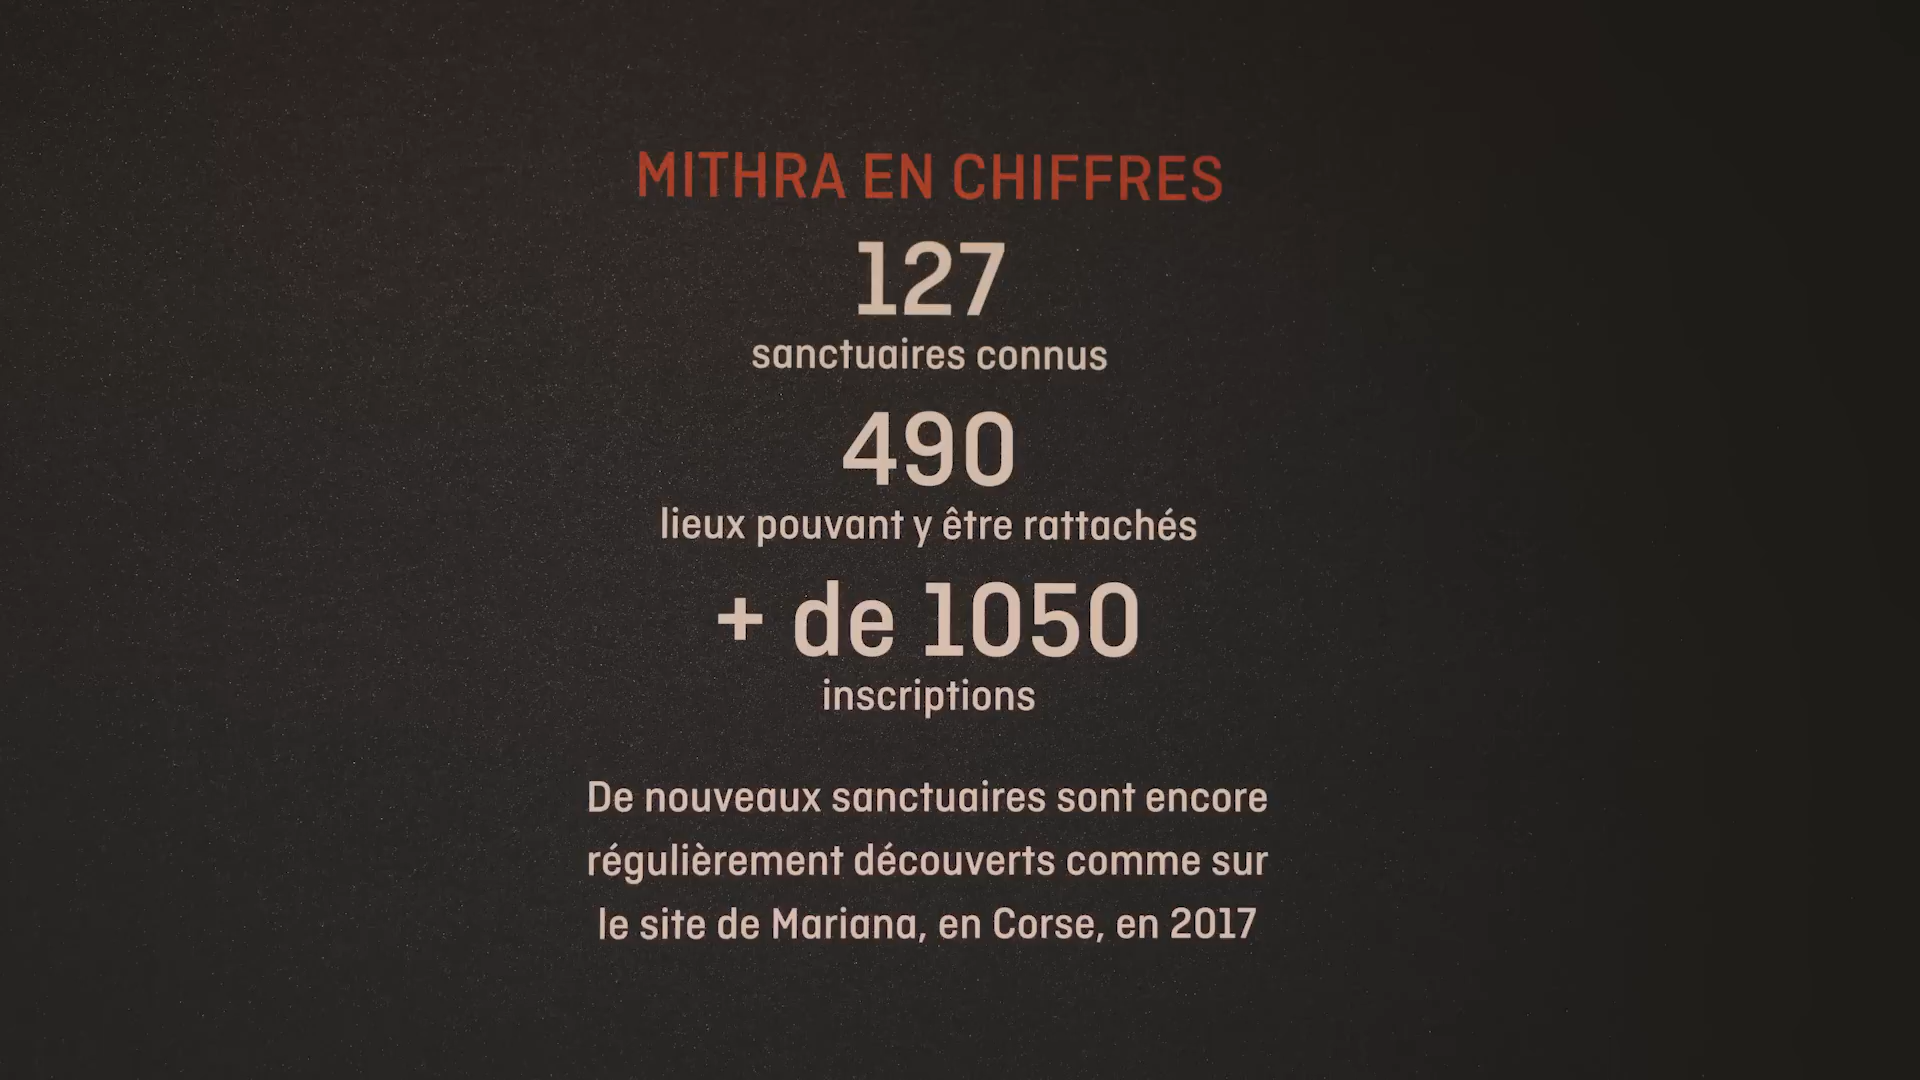 MITHRA EN CHIFFRES
127
sanctuaires connus
490
lieux pouvant y être rattachés
+ de 1050
inscriptions
De nouveaux sanctuaires sont encore
régulièrement découverts comme sur
le site de Mariana, en Corse, en 2017